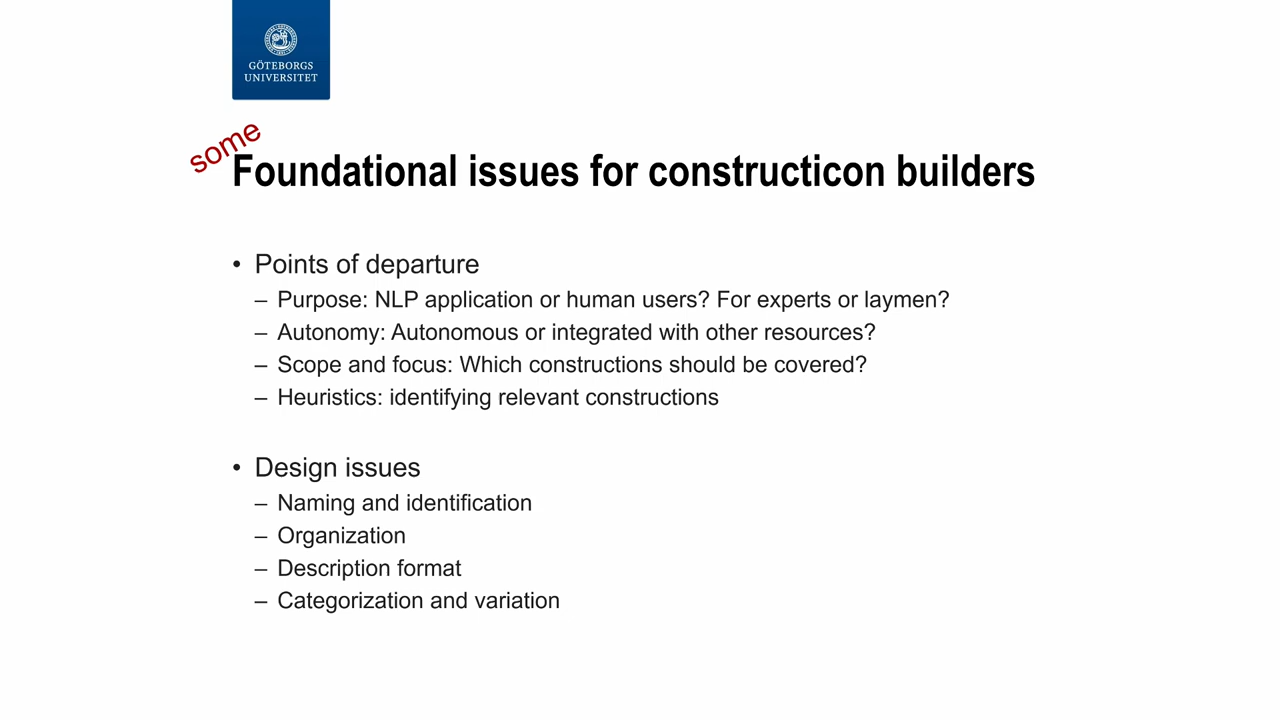 GÖTEBORGS
UNIVERSITET
some
Foundational issues for constructicon builders
• Points of departure
– Purpose: NLP application or human users? For experts or laymen?
– Autonomy: Autonomous or integrated with other resources?
– Scope and focus: Which constructions should be covered?
– Heuristics: identifying relevant constructions
• Design issues
– Naming and identification
– Organization
– Description format
– Categorization and variation